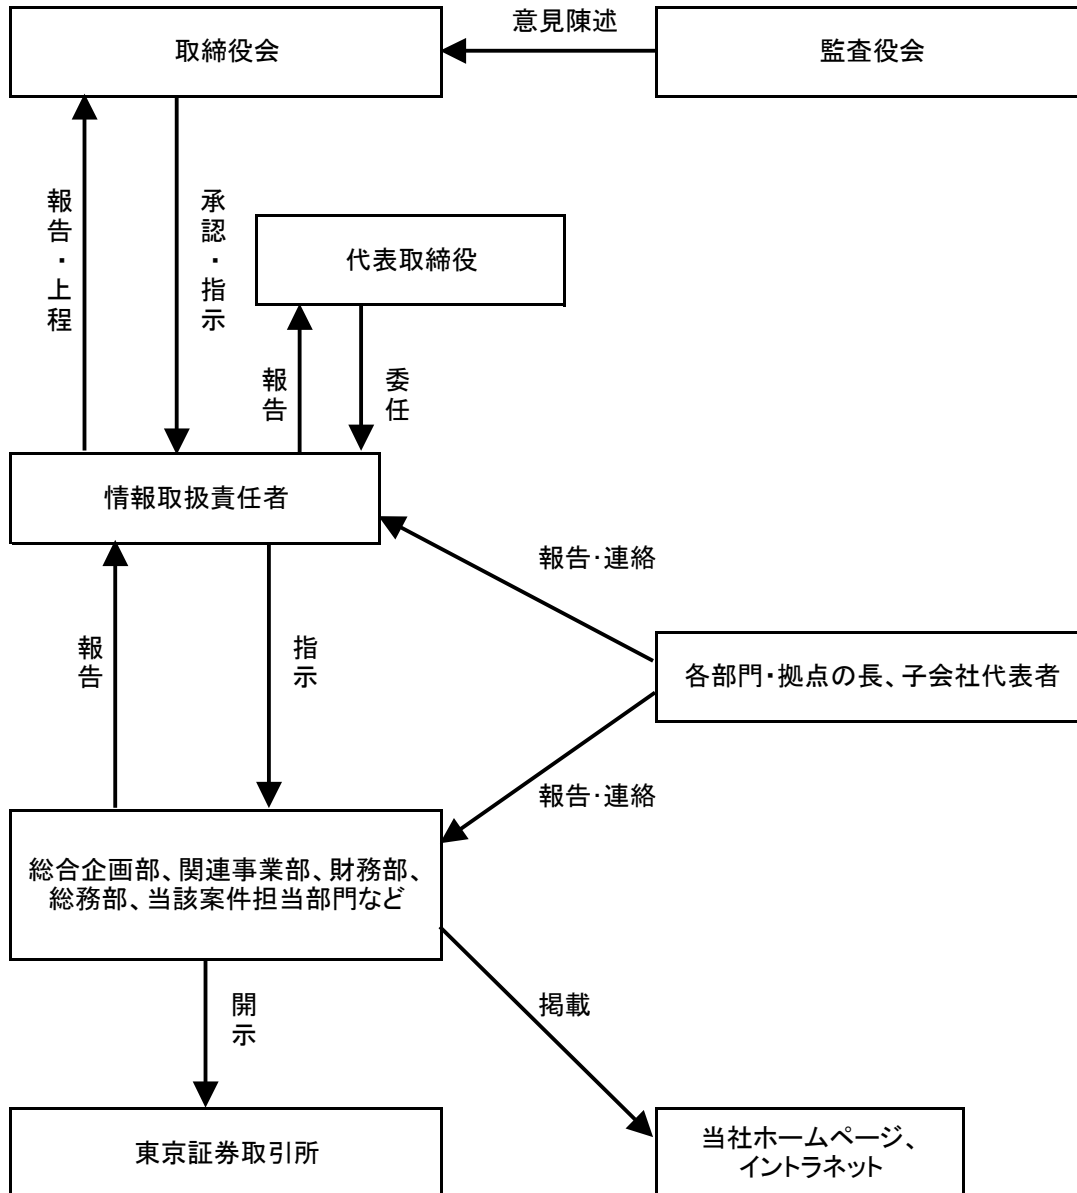 意見陳述
取締役会
監査役会
報告・上程
承認・指示
代表取締役
報告
委任
情報取扱責任者
報告・連絡
報告
指示
各部門・拠点の長、子会社代表者
報告・連絡
総合企画部、関連事業部、財務部、
総務部、当該案件担当部門など
開示
掲載
東京証券取引所
当社ホームページ、
イントラネット